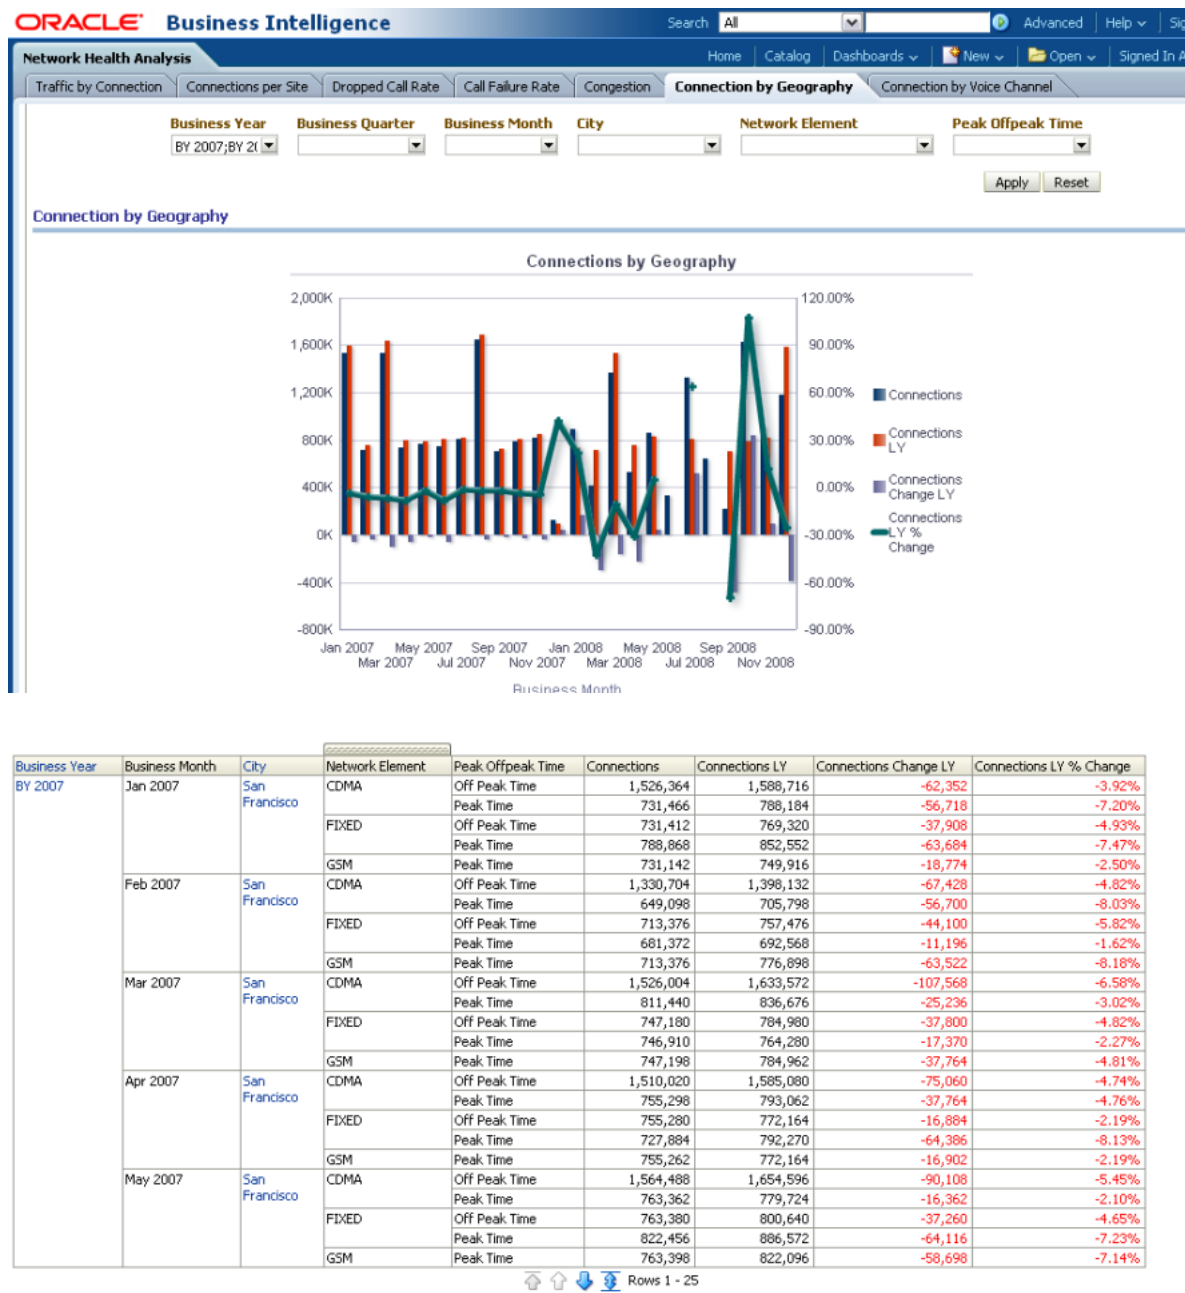 ORACLE Business Intelligence Search All Advanced Help
Network Health Analysis Home Catalog Dashboards New Open Signed In
Traffic by Connection Connections per Site Dropped Call Rate Call Failure Rate Congestion Connection by Geography Connection by Voice Channel
Business Year Business Quarter Business Month City Network Element Peak Offpeak Time
BY 2007;BY
Apply Reset
Connection by Geography
Connections by Geography
2,000K 120.00%
1,600K 90.00%
1,200K 60.00% Connections
800K 30.00% Connections
LY
400K 0.00% Connections
Change LY
0K -30.00% Connections
LY %
Change
-400K -60.00%
-800K -90.00%
Jan 2007 May 2007 Sep 2007 Jan 2008 May 2008 Sep 2008
Mar 2007 Jul 2007 Nov 2007 Mar 2008 Jul 2008 Nov 2008
Business Month
Business Year Business Month City Network Element Peak Offpeak Time Connections Connections LY Connections Change LY Connections LY % Change
BY 2007 Jan 2007 San Francisco CDMA Off Peak Time 1,526,364 1,588,716 -62,352 -3.92%
Peak Time 731,466 788,184 -56,718 -7.20%
FIXED Off Peak Time 731,412 769,320 -37,908 -4.93%
Peak Time 788,868 852,552 -63,684 -7.47%
GSM Peak Time 731,142 749,916 -18,774 -2.50%
Feb 2007 San Francisco CDMA Off Peak Time 1,330,704 1,398,132 -67,428 -4.82%
Peak Time 649,098 705,798 -56,700 -8.03%
FIXED Off Peak Time 713,376 757,476 -44,100 -5.82%
Peak Time 681,372 692,568 -11,196 -1.62%
GSM Peak Time 713,376 776,898 -63,522 -8.18%
Mar 2007 San Francisco CDMA Off Peak Time 1,526,004 1,633,572 -107,568 -6.58%
Peak Time 811,440 836,676 -25,236 -3.02%
FIXED Off Peak Time 747,180 784,980 -37,800 -4.82%
Peak Time 746,910 764,280 -17,370 -2.27%
GSM Peak Time 747,198 784,962 -37,764 -4.81%
Apr 2007 San Francisco CDMA Off Peak Time 1,510,020 1,585,080 -75,060 -4.74%
Peak Time 755,298 793,062 -37,764 -4.76%
FIXED Off Peak Time 755,280 772,164 -16,884 -2.19%
Peak Time 727,884 792,270 -64,386 -8.13%
GSM Peak Time 755,262 772,164 -16,902 -2.19%
May 2007 San Francisco CDMA Off Peak Time 1,564,488 1,654,596 -90,108 -5.45%
Peak Time 763,362 779,724 -16,362 -2.10%
FIXED Off Peak Time 763,380 800,640 -37,260 -4.65%
Peak Time 822,456 886,572 -64,116 -7.23%
GSM Peak Time 763,398 822,096 -58,698 -7.14%
Rows 1 - 25